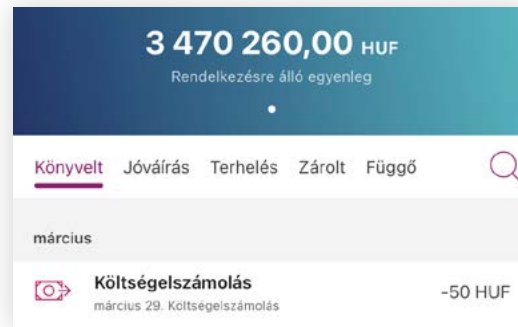 3 470 260,00 HUF
Rendelkezésre álló egyenleg
Könyvelt Jóváírás Terhelés Zárolt Függő
március
Költségelszámolás -50 HUF
március 29. Költségelszámolás